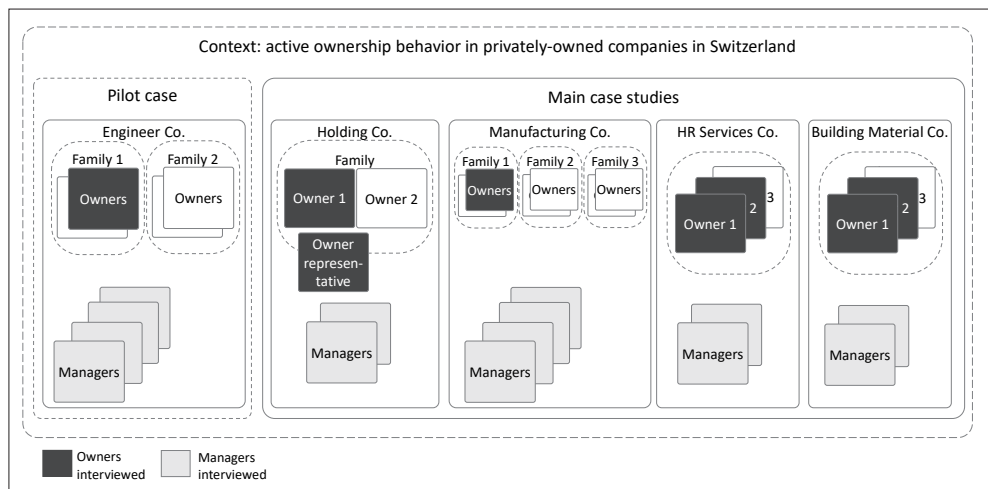 Context: active ownership behavior in privately-owned companies in Switzerland
Pilot case
Main case studies
Engineer Co.
Holding Co.
Manufacturing Co.
HR Services Co.
Building Material Co.
Family 1
Family 2
Family
Family 1
Family 2
Family 3
Owners
Owners
Owner 1
Owner 2
Owners
Owners
Owners
Owner 1
2
3
Owner 1
2
3
Owner
represen-
tative
Managers
Managers
Managers
Managers
Managers
Owners
interviewed
Managers
interviewed